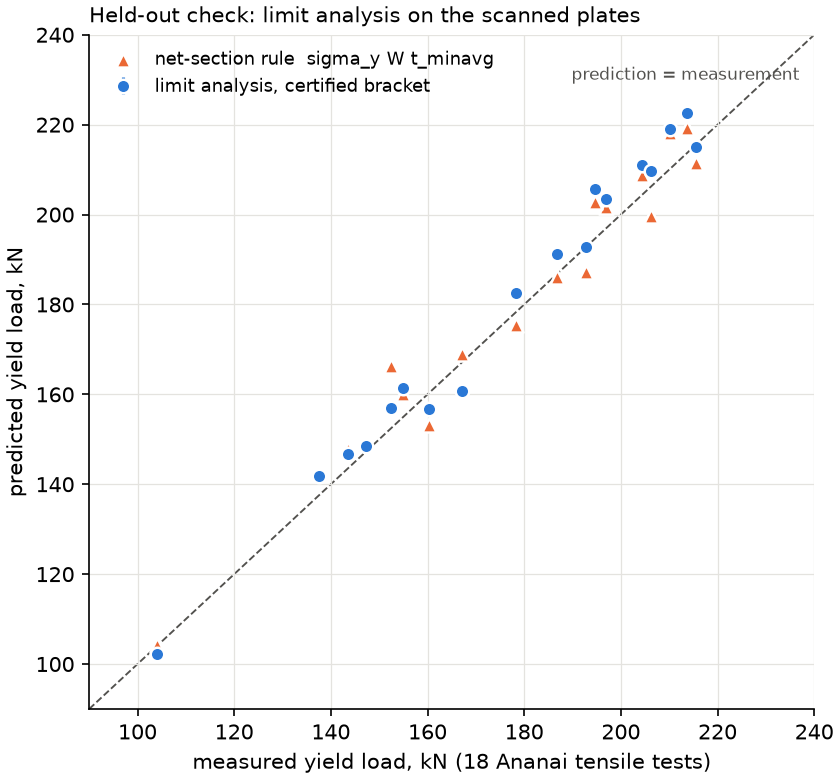 Held-out check: limit analysis on the scanned plates
net-section rule  sigma_y W t_minavg
limit analysis, certified bracket
prediction = measurement
240
220
200
180
160
140
120
100
predicted yield load, kN
100 120 140 160 180 200 220 240
measured yield load, kN (18 Ananai tensile tests)